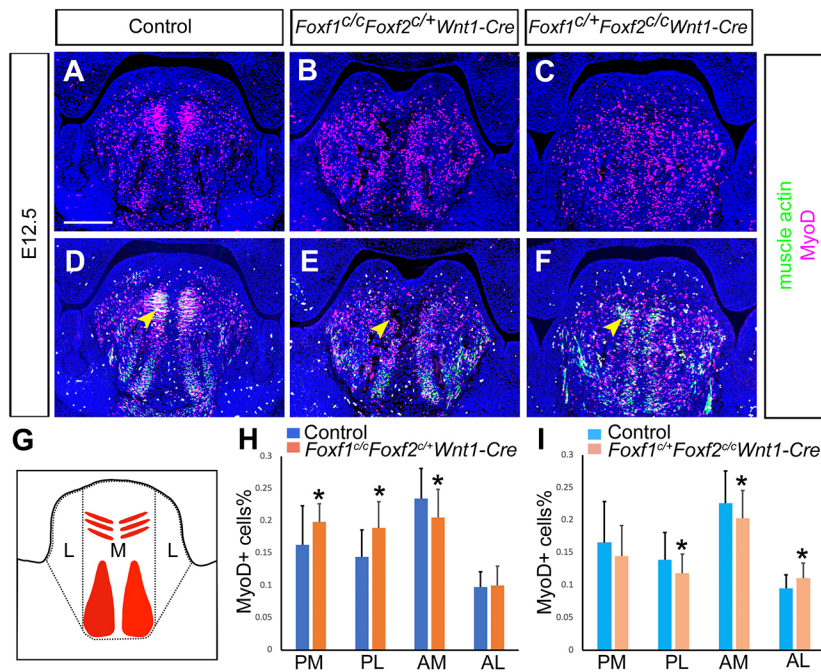 Control
Foxf1c/cFoxf2c/+Wnt1-Cre
Foxf1c/+Foxf2c/cWnt1-Cre
E12.5
A
B
C
D
E
F
muscle actin
MyoD
G
L
M
L
H
Control
Foxf1c/cFoxf2c/+Wnt1-Cre
MyoD+ cells%
0.3
0.25
0.2
0.15
0.1
0.05
0
*
*
*
PM
PL
AM
AL
I
Control
Foxf1c/+Foxf2c/cWnt1-Cre
MyoD+ cells%
0.3
0.25
0.2
0.15
0.1
0.05
0
*
*
*
PM
PL
AM
AL